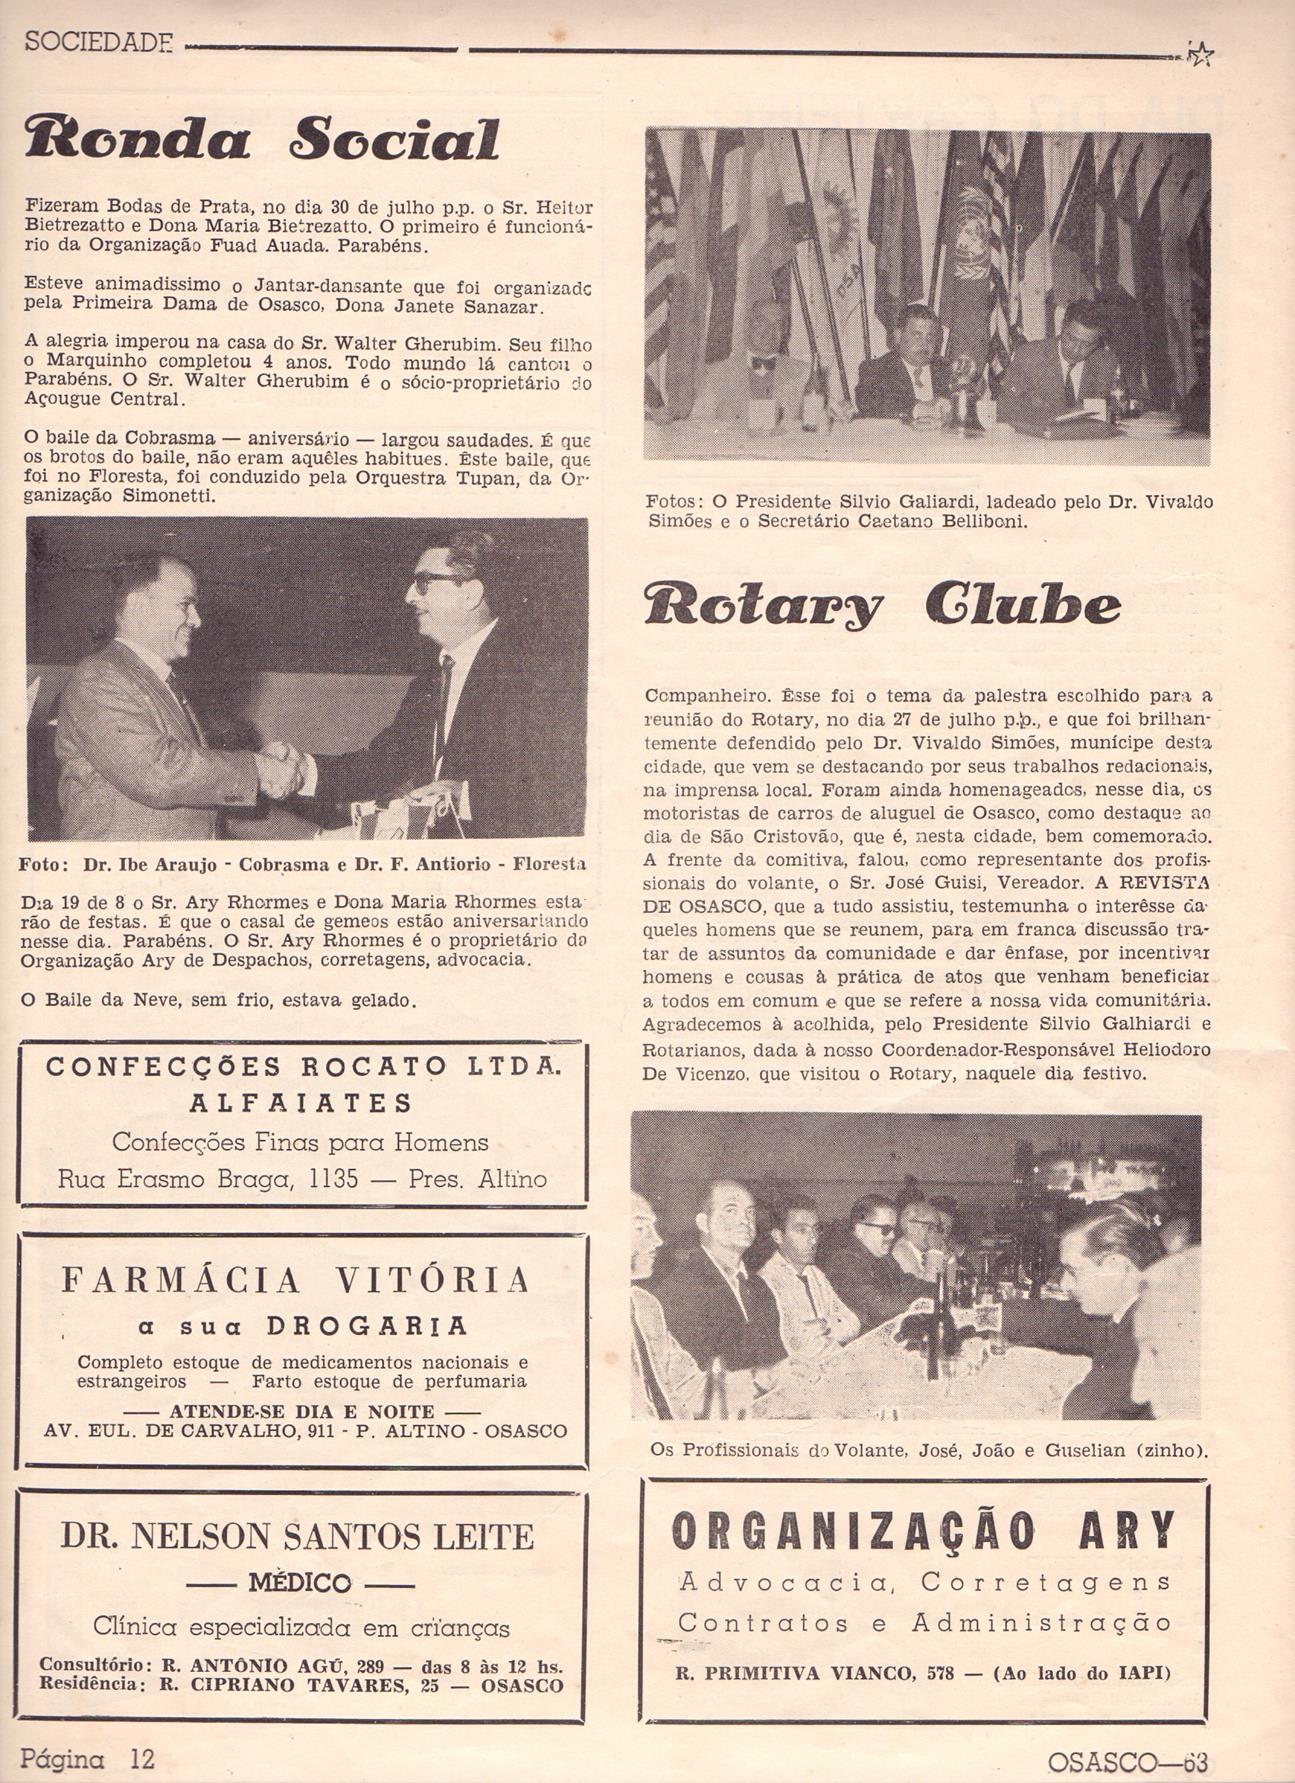 SOCIEDADE
Ronda Social
Fizeram Bodas de Prata, no dia 30 de julho p.p. o Sr. Heitor
Bietrezatto e Dona Maria Bietrezatto. O primeiro é funcioná-
rio da Organização Fuad Auada. Parabéns.
Esteve animadissimo o Jantar-dansante que foi organizado
pela Primeira Dama de Osasco, Dona Janete Sanazar.
A alegria imperou na casa do Sr. Walter Gherubim. Seu filho
o Marquinho completou 4 anos. Todo mundo lá cantou o
Parabéns. O Sr. Walter Gherubim é o sócio-proprietário do
Açougue Central.
O baile da Cobrasma — aniversário — largou saudades. É que
os brotos do baile, não eram aquêles habitues. Êste baile, que
foi no Floresta, foi conduzido pela Orquestra Tupan, da Or-
ganização Simonetti.
Foto: Dr. Ibe Araujo - Cobrasma e Dr. F. Antiorio - Floresta
Dia 19 de 8 o Sr. Ary Rhormes e Dona Maria Rhormes esta-
rão de festas. É que o casal de gemeos estão aniversariando
nesse dia. Parabéns. O Sr. Ary Rhormes é o proprietário da
Organização Ary de Despachos, corretagens, advocacia.
O Baile da Neve, sem frio, estava gelado.
CONFECÇÕES ROCATO LTDA.
ALFAIATES
Confecções Finas para Homens
Rua Erasmo Braga, 1135 — Pres. Altino
FARMÁCIA VITÓRIA
a sua DROGARIA
Completo estoque de medicamentos nacionais e
estrangeiros — Farto estoque de perfumaria
—— ATENDE-SE DIA E NOITE ——
AV. EUL. DE CARVALHO, 911 - P. ALTINO - OSASCO
DR. NELSON SANTOS LEITE
—— MÉDICO ——
Clínica especializada em crianças
Consultório: R. ANTÔNIO AGÚ, 289 — das 8 às 12 hs.
Residência: R. CIPRIANO TAVARES, 25 — OSASCO
Fotos: O Presidente Silvio Galiardi, ladeado pelo Dr. Vivaldo
Simões e o Secretário Caetano Belliboni.
Rotary Clube
Companheiro. Êsse foi o tema da palestra escolhido para a
reunião do Rotary, no dia 27 de julho p.p., e que foi brilhan-
temente defendido pelo Dr. Vivaldo Simões, munícipe desta
cidade, que vem se destacando por seus trabalhos redacionais,
na imprensa local. Foram ainda homenageados, nesse dia, os
motoristas de carros de aluguel de Osasco, como destaque ao
dia de São Cristovão, que é, nesta cidade, bem comemorado.
A frente da comitiva, falou, como representante dos profis-
sionais do volante, o Sr. José Guisi, Vereador. A REVISTA
DE OSASCO, que a tudo assistiu, testemunha o interêsse da-
queles homens que se reunem, para em franca discussão tra-
tar de assuntos da comunidade e dar ênfase, por incentivar
homens e cousas à prática de atos que venham beneficiar
a todos em comum e que se refere a nossa vida comunitária.
Agradecemos à acolhida, pelo Presidente Silvio Galhiardi e
Rotarianos, dada à nosso Coordenador-Responsável Heliodoro
De Vicenzo, que visitou o Rotary, naquele dia festivo.
Os Profissionais do Volante, José, João e Guselian (zinho).
ORGANIZAÇÃO ARY
Advocacia, Corretagens
Contratos e Administração
R. PRIMITIVA VIANCO, 578 — (Ao lado do IAPI)
Página 12
OSASCO—63